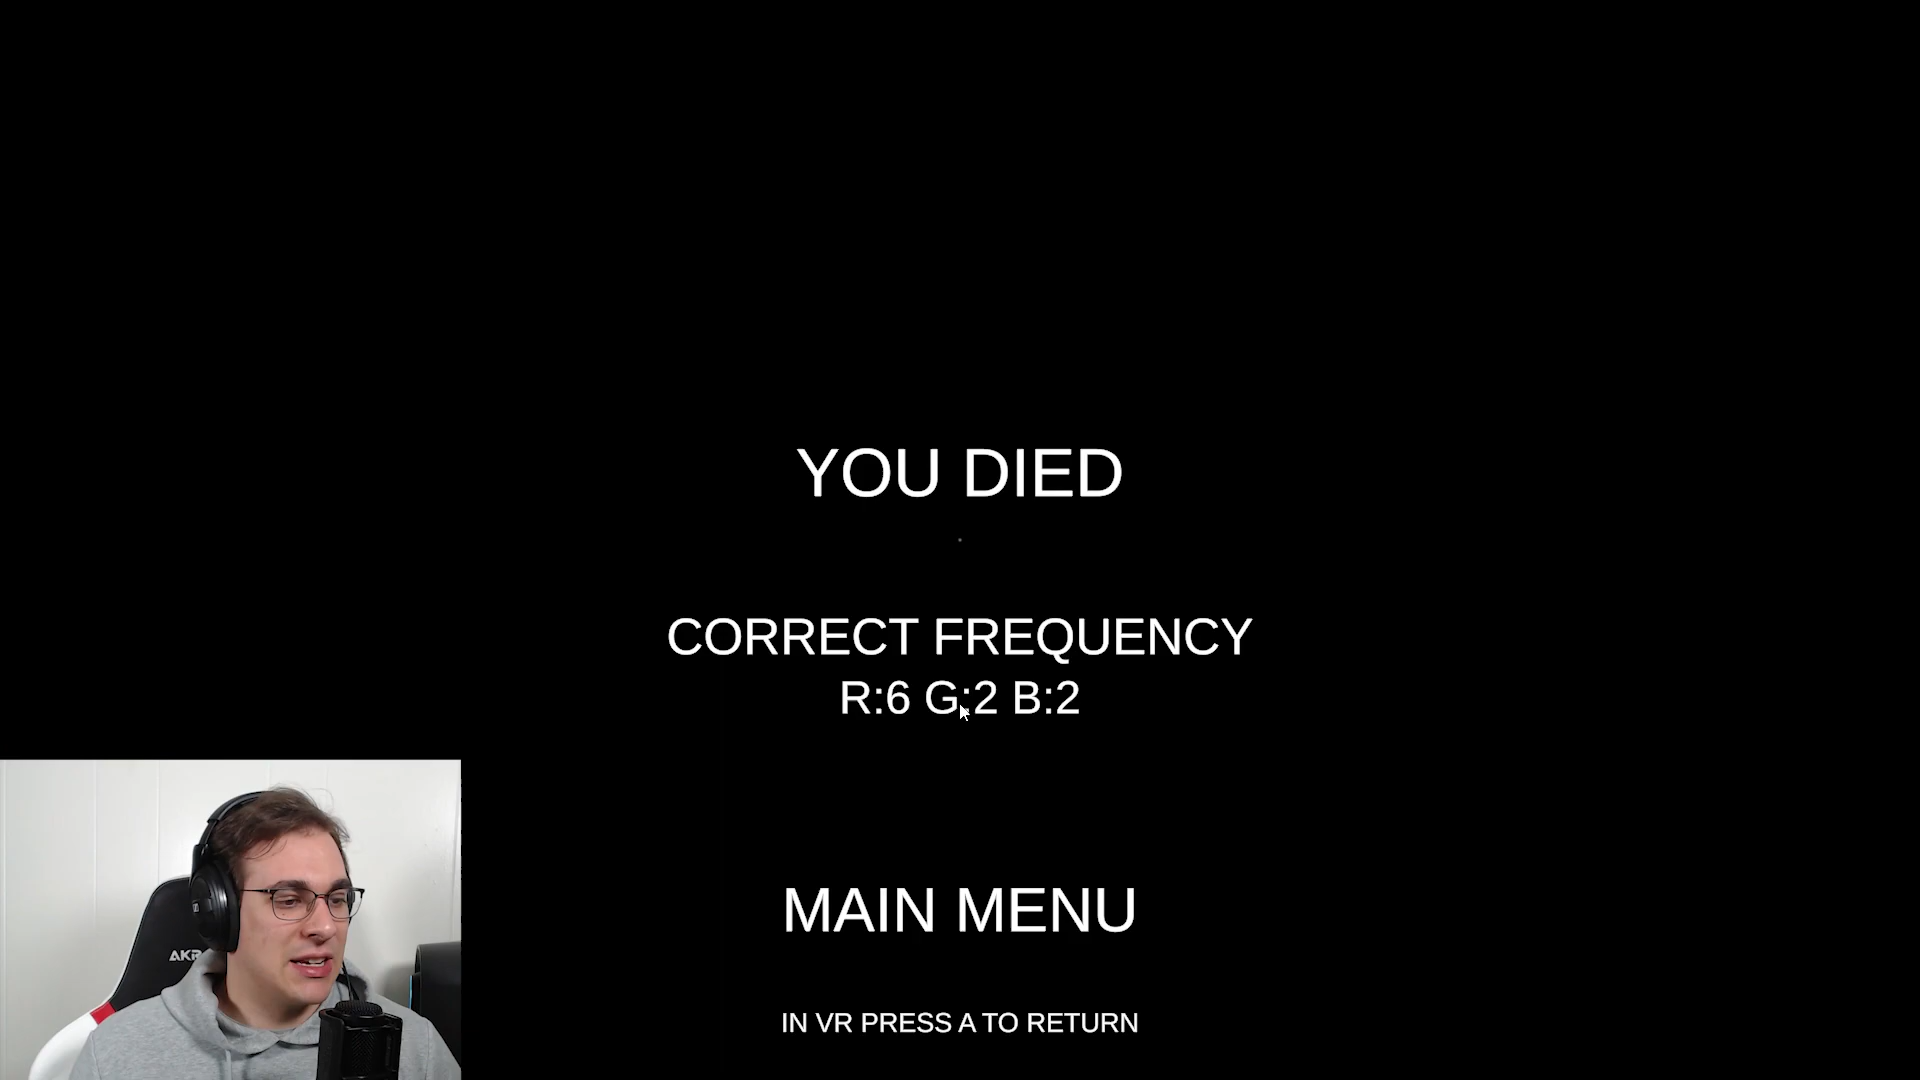 YOU DIED
CORRECT FREQUENCY
R:6 G:2 B:2
MAIN MENU
IN VR PRESS A TO RETURN